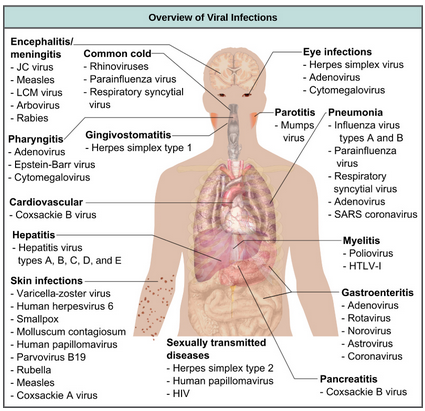 Overview of Viral Infections
Encephalitis/
meningitis
- JC virus
- Measles
- LCM virus
- Arbovirus
- Rabies
Common cold
- Rhinoviruses
- Parainfluenza virus
- Respiratory syncytial
virus
Eye infections
- Herpes simplex virus
- Adenovirus
- Cytomegalovirus
Pharyngitis
- Adenovirus
- Epstein-Barr virus
- Cytomegalovirus
Gingivostomatitis
- Herpes simplex type 1
Parotitis
- Mumps
virus
Pneumonia
- Influenza virus
types A and B
- Parainfluenza
virus
- Respiratory
syncytial virus
- Adenovirus
- SARS coronavirus
Cardiovascular
- Coxsackie B virus
Hepatitis
- Hepatitis virus
types A, B, C, D, and E
Myelitis
- Poliovirus
- HTLV-I
Skin infections
- Varicella-zoster virus
- Human herpesvirus 6
- Smallpox
- Molluscum contagiosum
- Human papillomavirus
- Parvovirus B19
- Rubella
- Measles
- Coxsackie A virus
Gastroenteritis
- Adenovirus
- Rotavirus
- Norovirus
- Astrovirus
- Coronavirus
Sexually transmitted
diseases
- Herpes simplex type 2
- Human papillomavirus
- HIV
Pancreatitis
- Coxsackie B virus